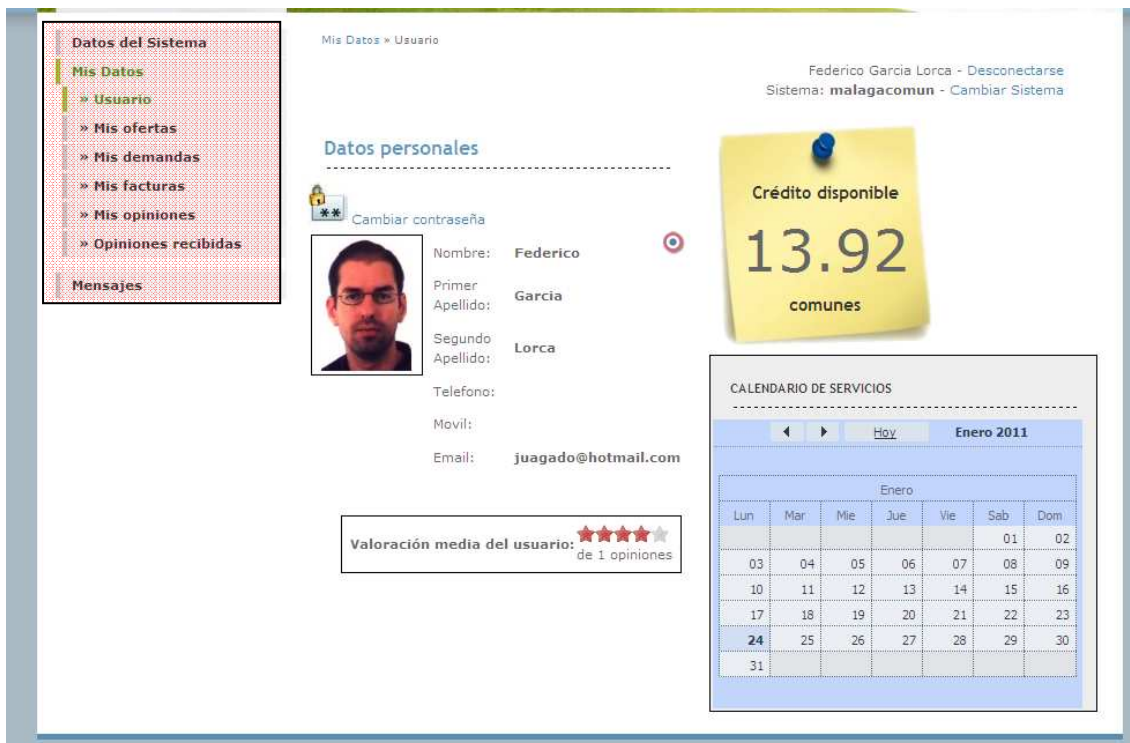 Datos del Sistema
Mis Datos
» Usuario
» Mis ofertas
» Mis demandas
» Mis facturas
» Mis opiniones
» Opiniones recibidas
Mensajes
Mis Datos » Usuario
Federico Garcia Lorca - Desconectarse
Sistema: malagacomun - Cambiar Sistema
Datos personales
** Cambiar contraseña
Nombre: Federico
Primer
Apellido: Garcia
Segundo
Apellido: Lorca
Telefono:
Movil:
Email: juagado@hotmail.com
Valoración media del usuario:
de 1 opiniones
Crédito disponible
13.92
comunes
CALENDARIO DE SERVICIOS
Hoy Enero 2011
Enero
Lun Mar Mie Jue Vie Sab Dom
01 02
03 04 05 06 07 08 09
10 11 12 13 14 15 16
17 18 19 20 21 22 23
24 25 26 27 28 29 30
31